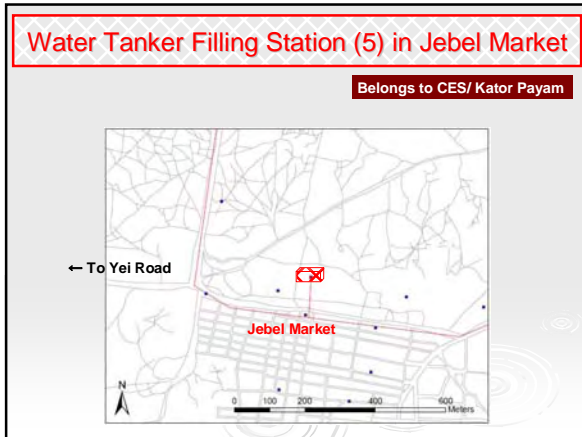 Water Tanker Filling Station (5) in Jebel Market
Belongs to CES/ Kator Payam
← To Yei Road
Jebel Market
N
0 100 200 400 600
Meters